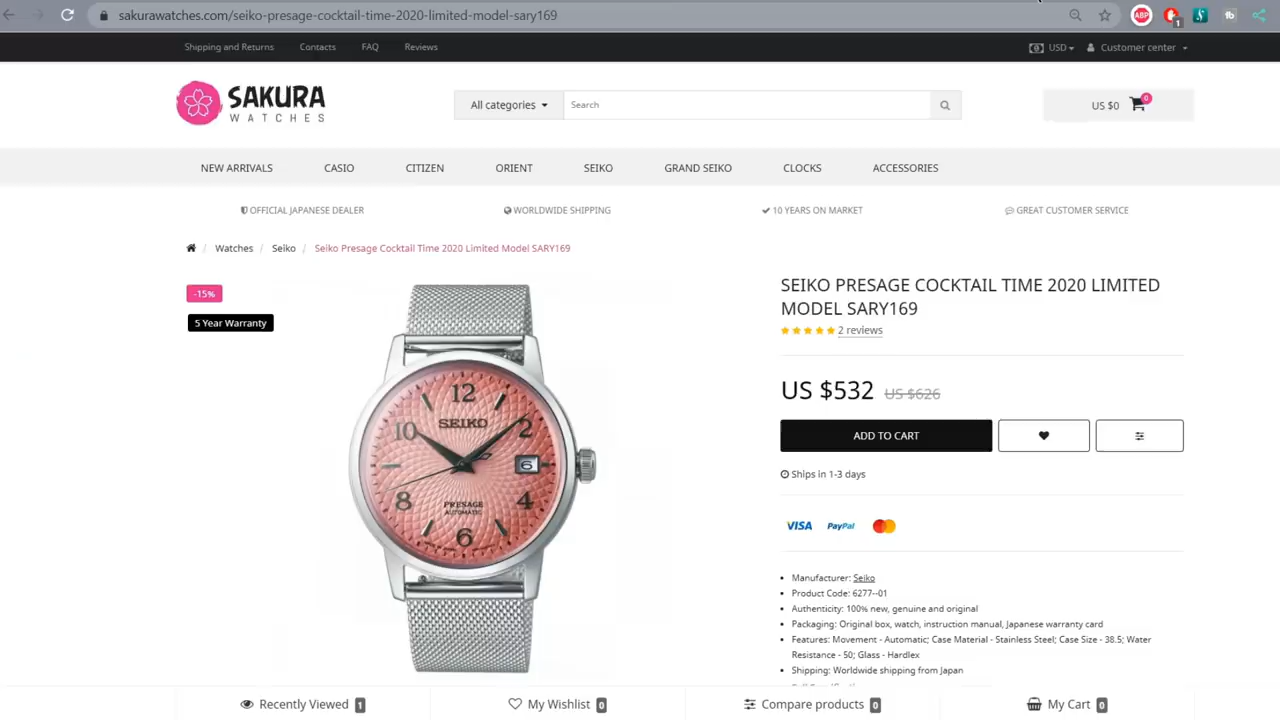 sakurawatches.com/seiko-presage-cocktail-time-2020-limited-model-sary169
ABP
1
fb
Shipping and Returns
Contacts
FAQ
Reviews
USD
Customer center
SAKURA
WATCHES
All categories
Search
US $0
0
NEW ARRIVALS
CASIO
CITIZEN
ORIENT
SEIKO
GRAND SEIKO
CLOCKS
ACCESSORIES
OFFICIAL JAPANESE DEALER
WORLDWIDE SHIPPING
10 YEARS ON MARKET
GREAT CUSTOMER SERVICE
/ Watches / Seiko / Seiko Presage Cocktail Time 2020 Limited Model SARY169
-15%
5 Year Warranty
12
SEIKO
10
2
6
8
4
PRESAGE
AUTOMATIC
6
SEIKO PRESAGE COCKTAIL TIME 2020 LIMITED
MODEL SARY169
2 reviews
US $532 US $626
ADD TO CART
Ships in 1-3 days
VISA
PayPal
Manufacturer: Seiko
Product Code: 6277--01
Authenticity: 100% new, genuine and original
Packaging: Original box, watch, instruction manual, Japanese warranty card
Features: Movement - Automatic; Case Material - Stainless Steel; Case Size - 38.5; Water
Resistance - 50; Glass - Hardlex
Shipping: Worldwide shipping from Japan
Recently Viewed 1
My Wishlist 0
Compare products 0
My Cart 0